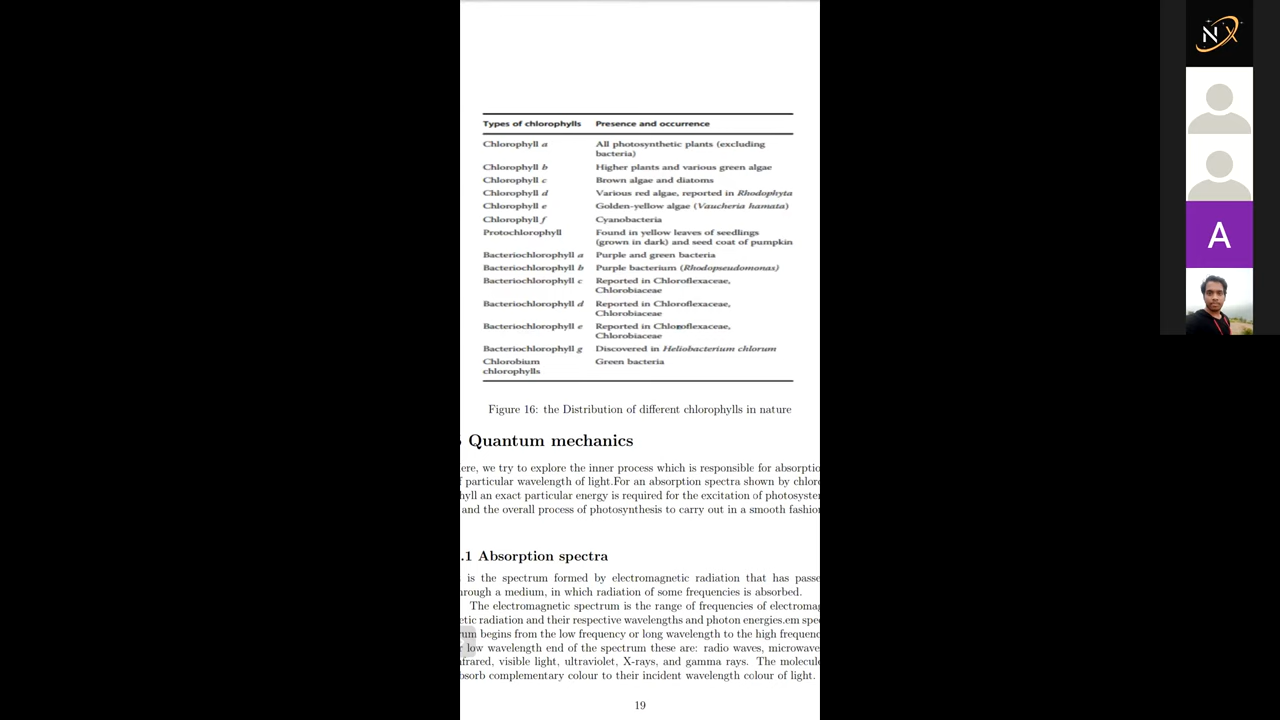 Types of chlorophylls Presence and occurrence
Chlorophyll a All photosynthetic plants (excluding
bacteria)
Chlorophyll b Higher plants and various green algae
Chlorophyll c Brown algae and diatoms
Chlorophyll d Various red algae, reported in Rhodophyta
Chlorophyll e Golden-yellow algae (Vaucheria hamata)
Chlorophyll f Cyanobacteria
Protochlorophyll Found in yellow leaves of seedlings
(grown in dark) and seed coat of pumpkin
Bacteriochlorophyll a Purple and green bacteria
Bacteriochlorophyll b Purple bacterium (Rhodopseudomonas)
Bacteriochlorophyll c Reported in Chloroflexaceae,
Chlorobiaceae
Bacteriochlorophyll d Reported in Chloroflexaceae,
Chlorobiaceae
Bacteriochlorophyll e Reported in Chloroflexaceae,
Chlorobiaceae
Bacteriochlorophyll g Discovered in Heliobacterium chlorum
Chlorobium Green bacteria
chlorophylls
Figure 16: the Distribution of different chlorophylls in nature
Quantum mechanics
ere, we try to explore the inner process which is responsible for absorptio
f particular wavelength of light.For an absorption spectra shown by chlor
hyll an exact particular energy is required for the excitation of photosyste
and the overall process of photosynthesis to carry out in a smooth fashion
.1 Absorption spectra
is the spectrum formed by electromagnetic radiation that has passe
hrough a medium, in which radiation of some frequencies is absorbed.
The electromagnetic spectrum is the range of frequencies of electromag
etic radiation and their respective wavelengths and photon energies.em spec
rum begins from the low frequency or long wavelength to the high frequenc
r low wavelength end of the spectrum these are: radio waves, microwave
nfrared, visible light, ultraviolet, X-rays, and gamma rays. The molecule
bsorb complementary colour to their incident wavelength colour of light.
19
NX
A